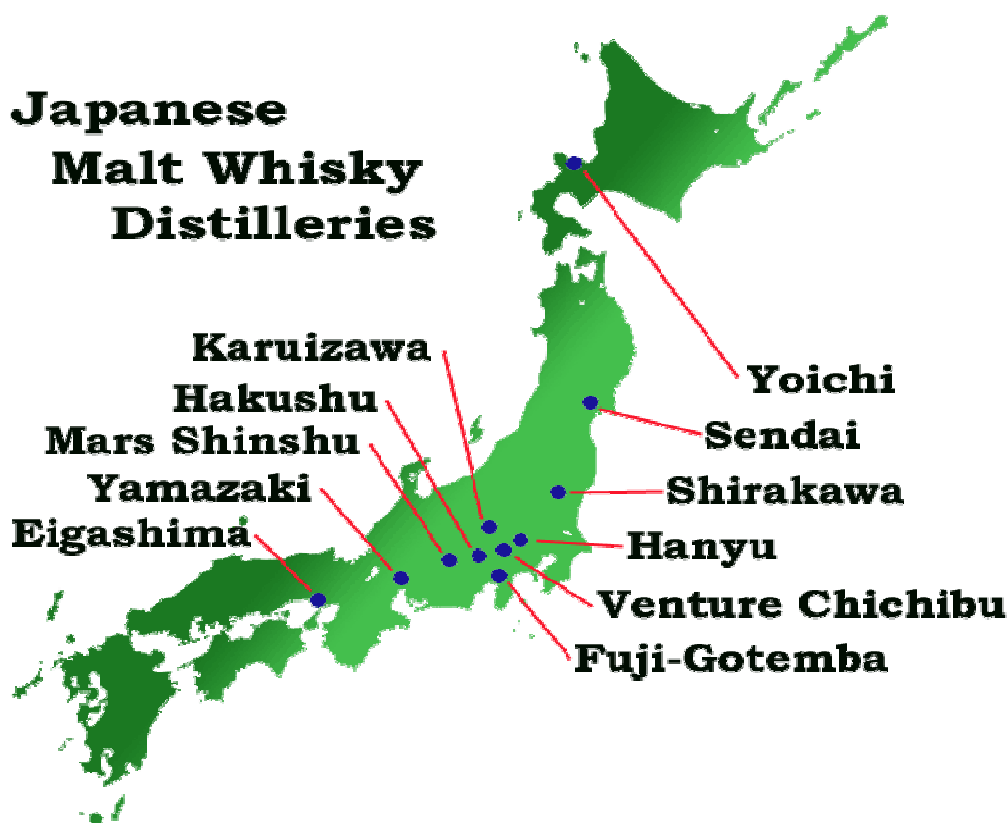 Japanese
Malt Whisky
Distilleries
Karuizawa
Hakushu
Mars Shinshu
Yamazaki
Eigashima
Yoichi
Sendai
Shirakawa
Hanyu
Venture Chichibu
Fuji-Gotemba